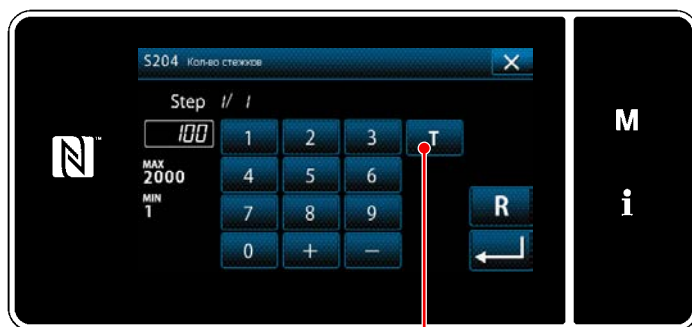 S204 Кол-во стежков
Step 1/ 1
100
1 2 3 T
MAX
2000
4 5 6
MIN
1
7 8 9 R
0 + −
M
i
N